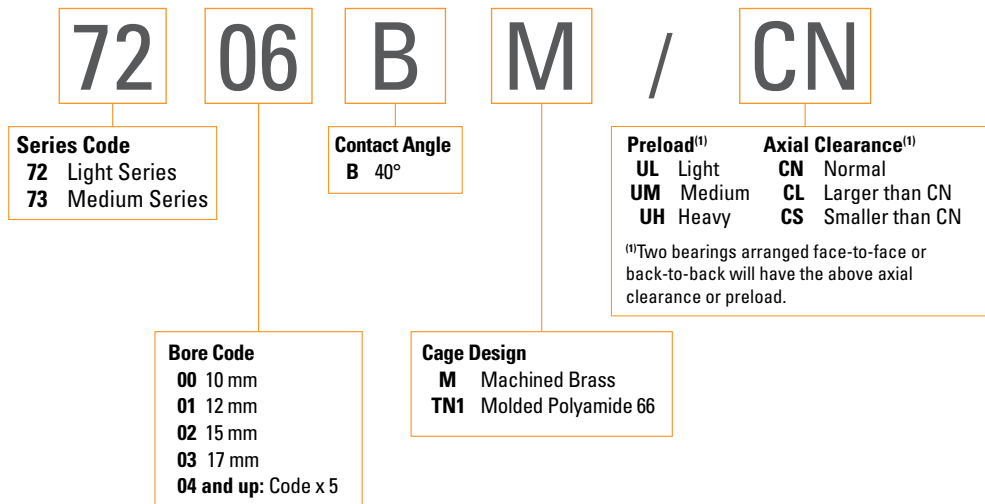 72 06 B M / CN
Series Code
72 Light Series
73 Medium Series
Contact Angle
B 40°
Preload⁽¹⁾ Axial Clearance⁽¹⁾
UL Light CN Normal
UM Medium CL Larger than CN
UH Heavy CS Smaller than CN
⁽¹⁾Two bearings arranged face-to-face or
back-to-back will have the above axial
clearance or preload.
Bore Code
00 10 mm
01 12 mm
02 15 mm
03 17 mm
04 and up: Code x 5
Cage Design
M Machined Brass
TN1 Molded Polyamide 66